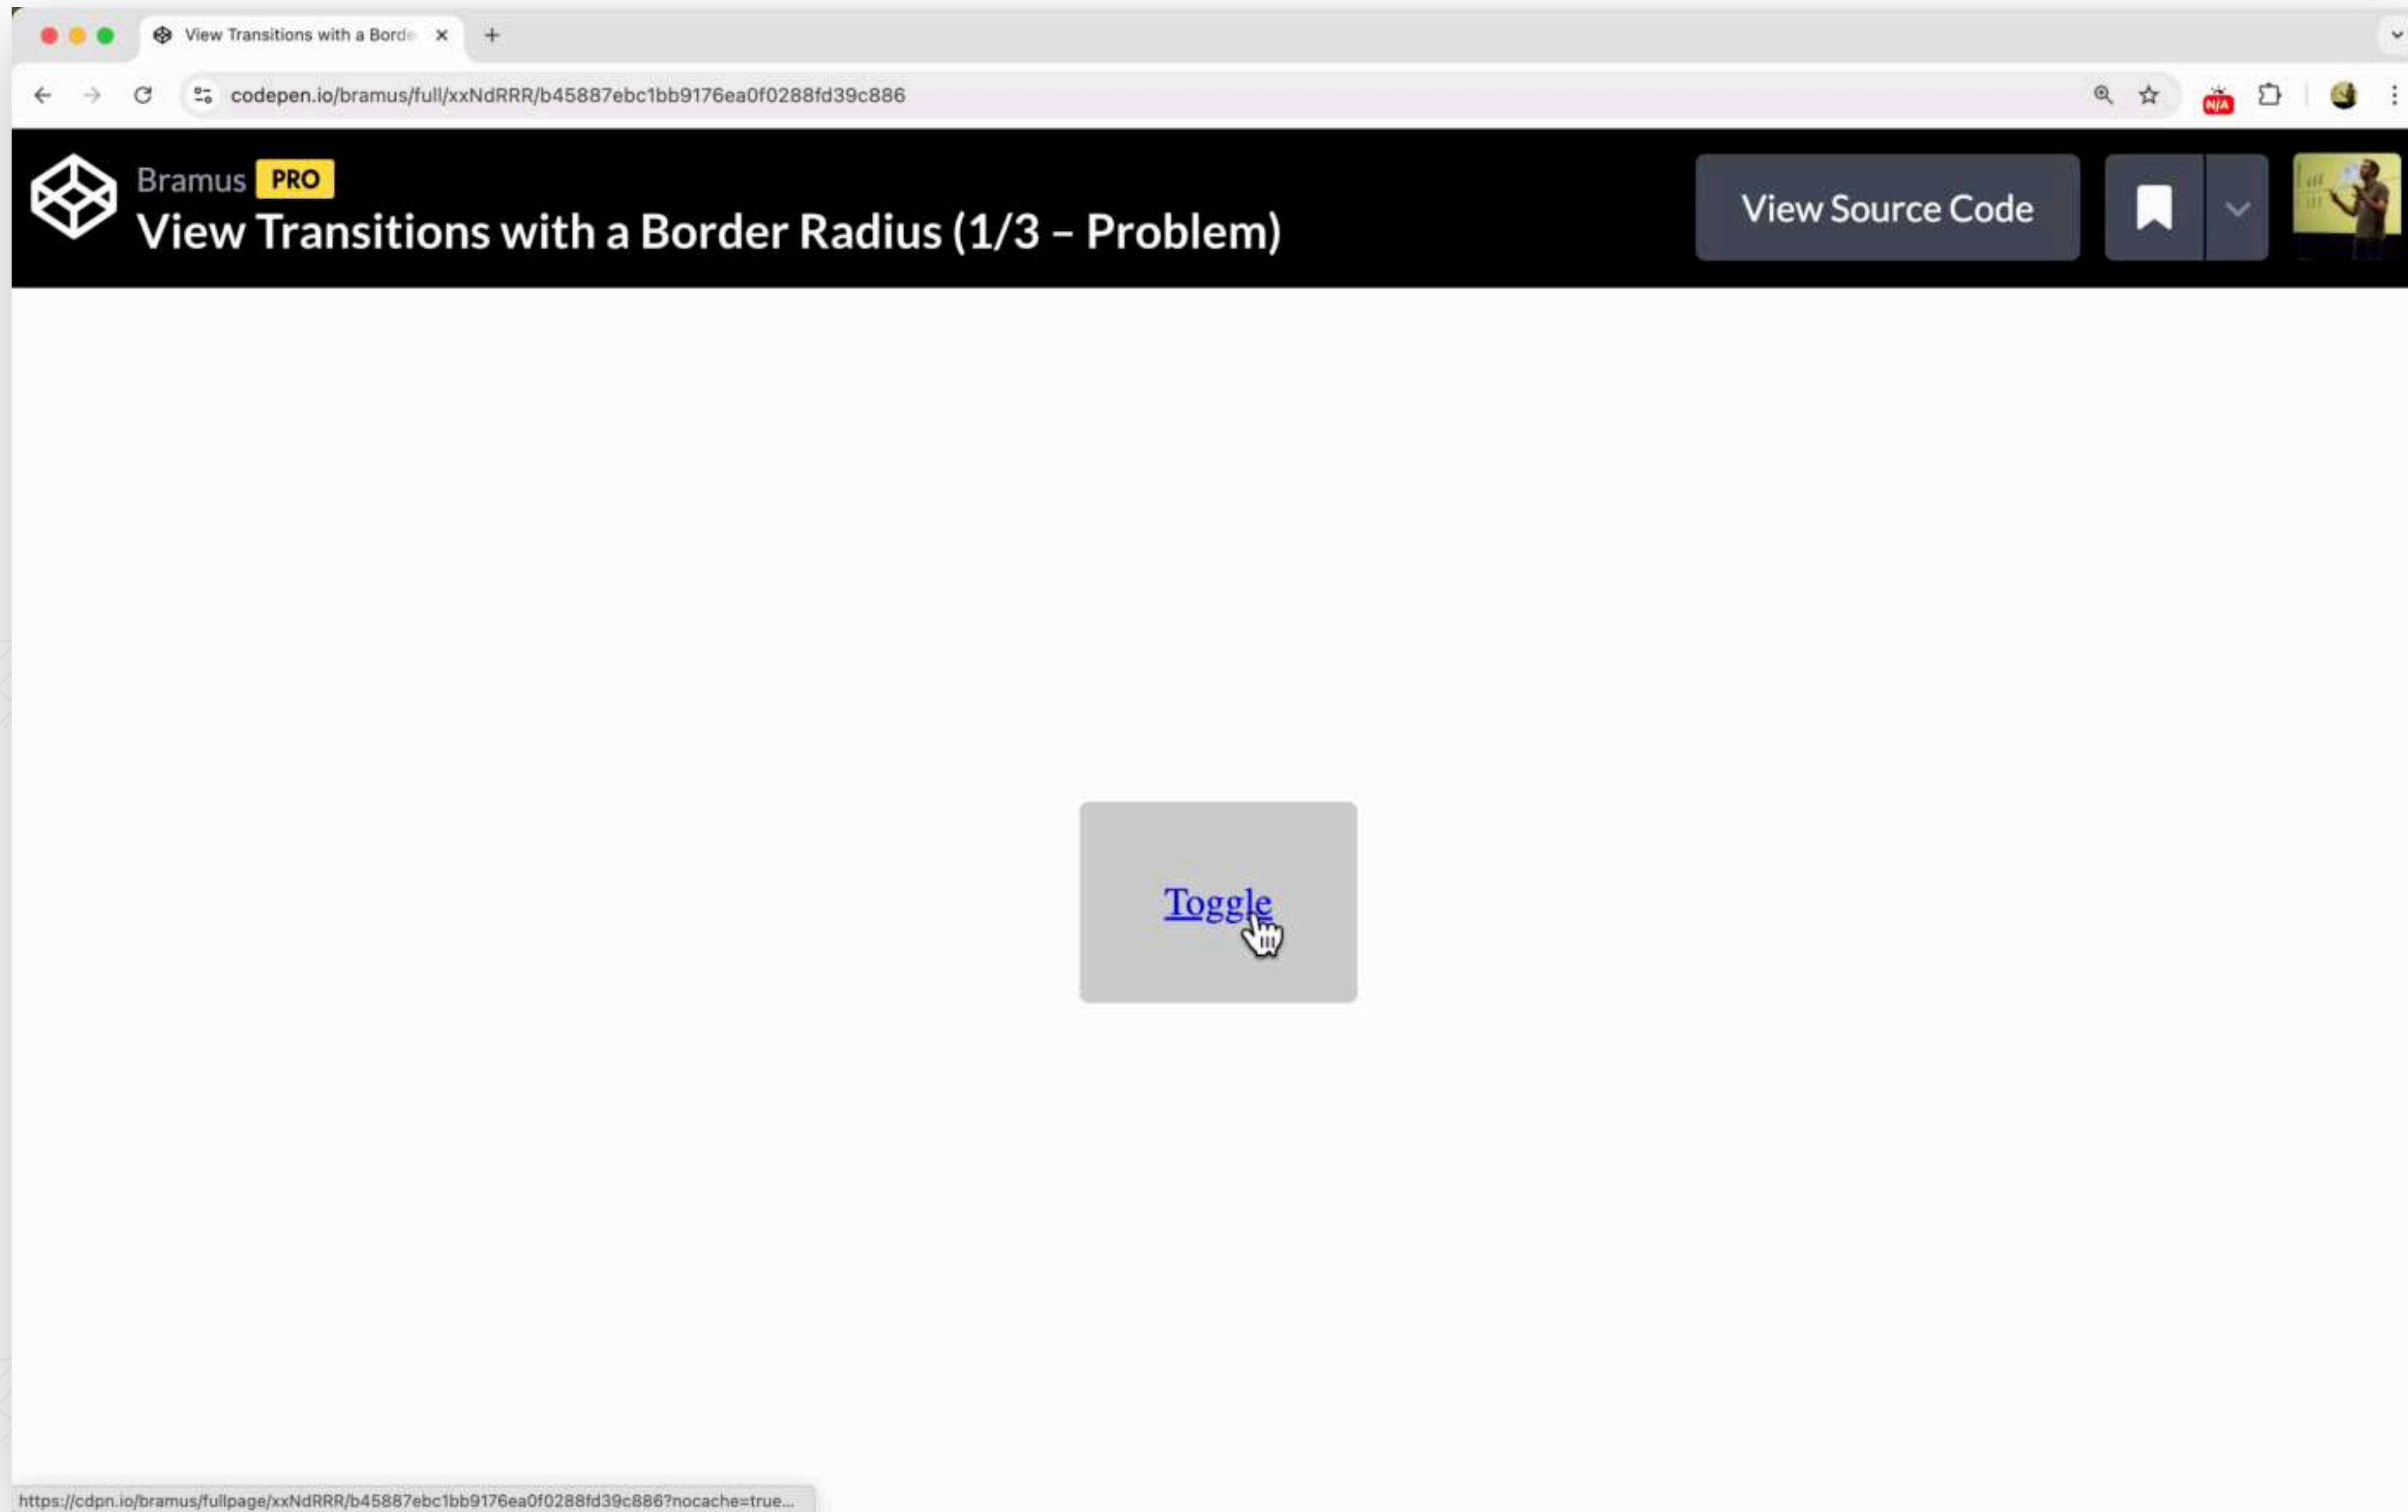 View Transitions with a Borde
codepen.io/bramus/full/xxNdRRR/b45887ebc1bb9176ea0f0288fd39c886
N/A
Bramus PRO
View Transitions with a Border Radius (1/3 – Problem)
View Source Code
Toggle
https://cdpn.io/bramus/fullpage/xxNdRRR/b45887ebc1bb9176ea0f0288fd39c886?nocache=true...